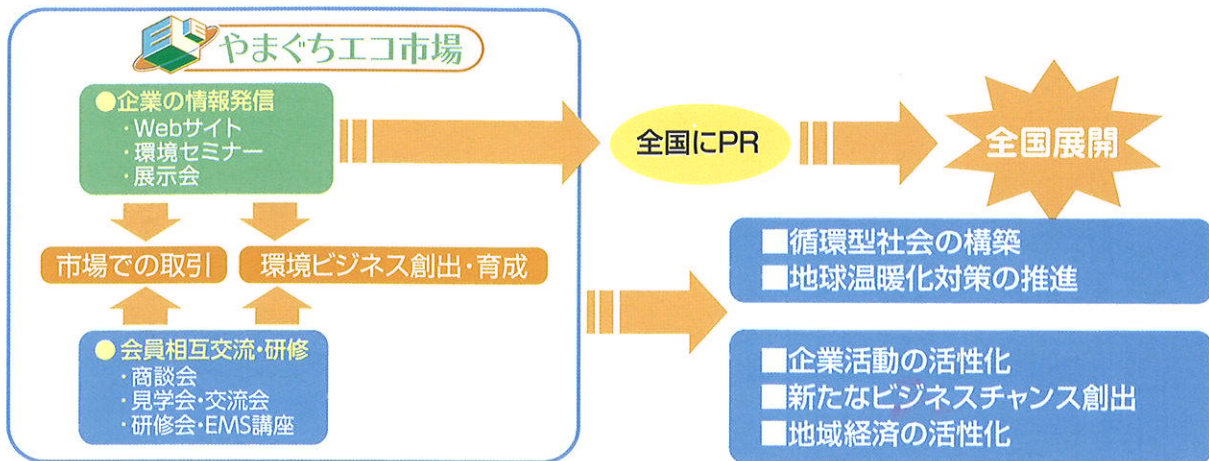 やまぐちエコ市場
●企業の情報発信
・Webサイト
・環境セミナー
・展示会
市場での取引
環境ビジネス創出・育成
●会員相互交流・研修
・商談会
・見学会・交流会
・研修会・EMS講座
全国にPR
全国展開
■循環型社会の構築
■地球温暖化対策の推進
■企業活動の活性化
■新たなビジネスチャンス創出
■地域経済の活性化